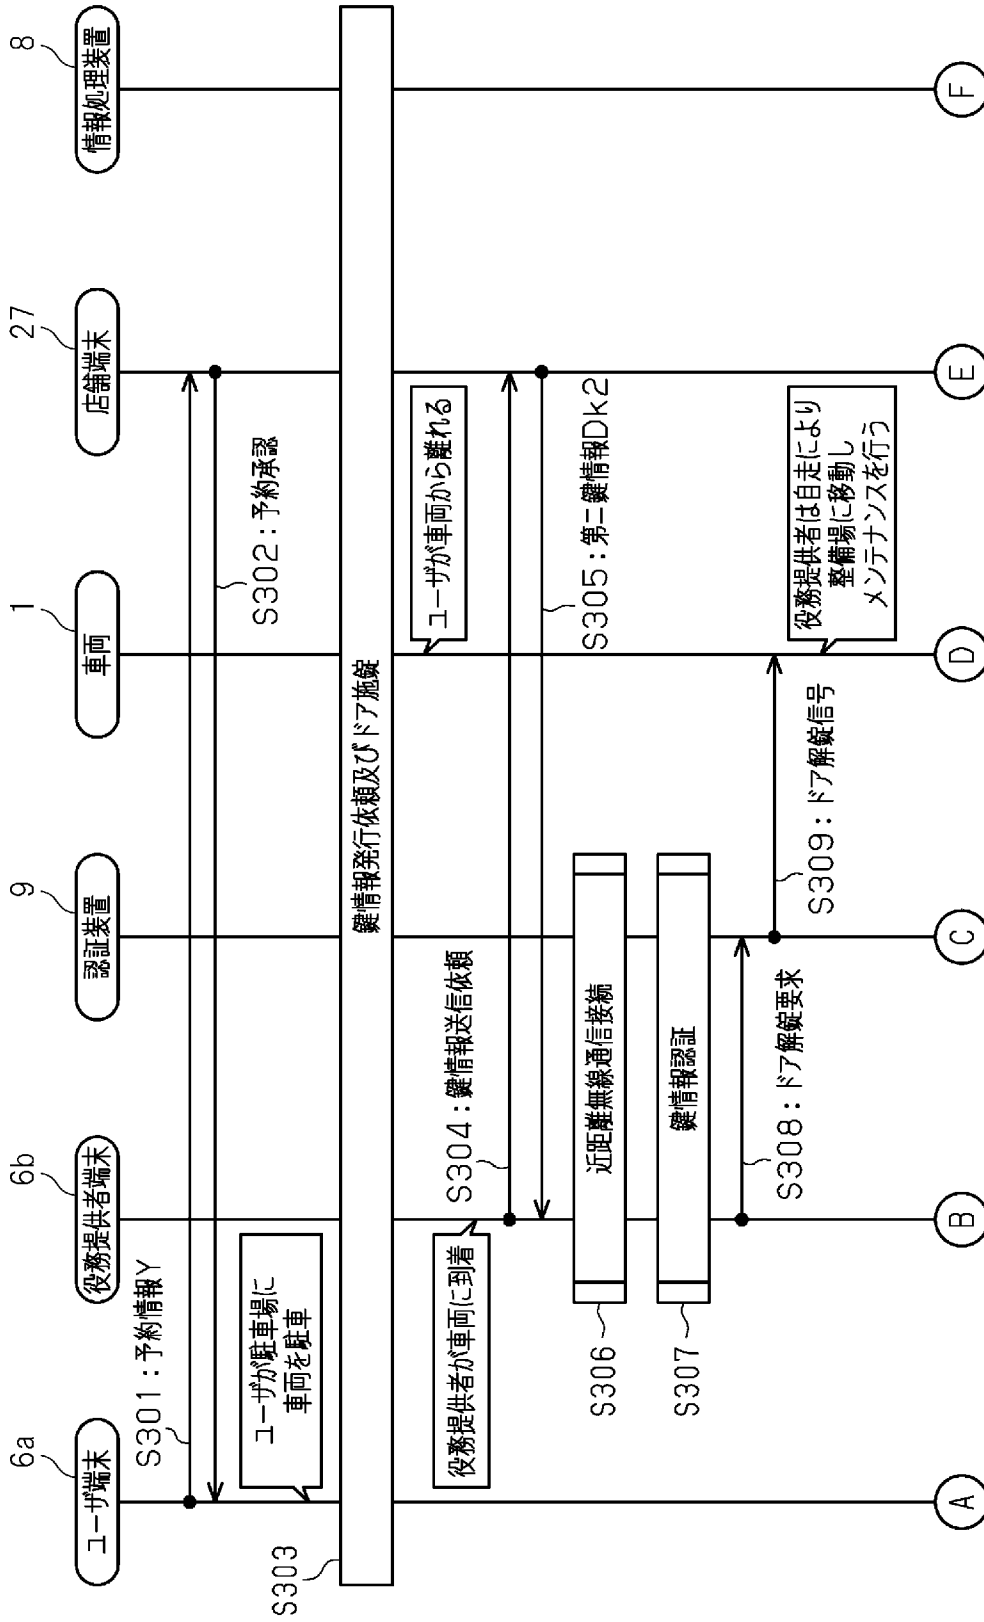 6a
6b
9
1
27
8
ユーザ端末
役務提供者端末
認証装置
車両
店舗端末
情報処理装置
S301：予約情報Y
S302：予約承認
ユーザが駐車場に
車両を駐車
S303
鍵情報発行依頼及びドア施錠
ユーザが車両から離れる
役務提供者が車両に到着
S304：鍵情報送信依頼
S305：第二鍵情報Dk2
S306
近距離無線通信接続
S307
鍵情報認証
S308：ドア解錠要求
S309：ドア解錠信号
役務提供者は自走により
整備場に移動し
メンテナンスを行う
A
B
C
D
E
F